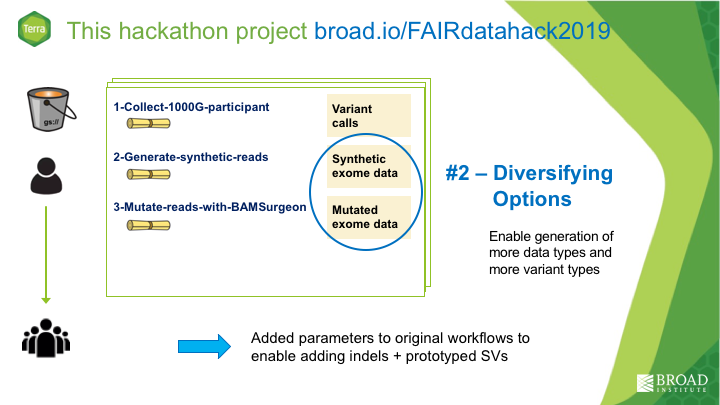 Terra
This hackathon project broad.io/FAIRdatahack2019
gs://
1-Collect-1000G-participant
Variant
calls
2-Generate-synthetic-reads
Synthetic
exome data
3-Mutate-reads-with-BAMSurgeon
Mutated
exome data
#2 – Diversifying
Options
Enable generation of
more data types and
more variant types
Added parameters to original workflows to
enable adding indels + prototyped SVs
BROAD
INSTITUTE